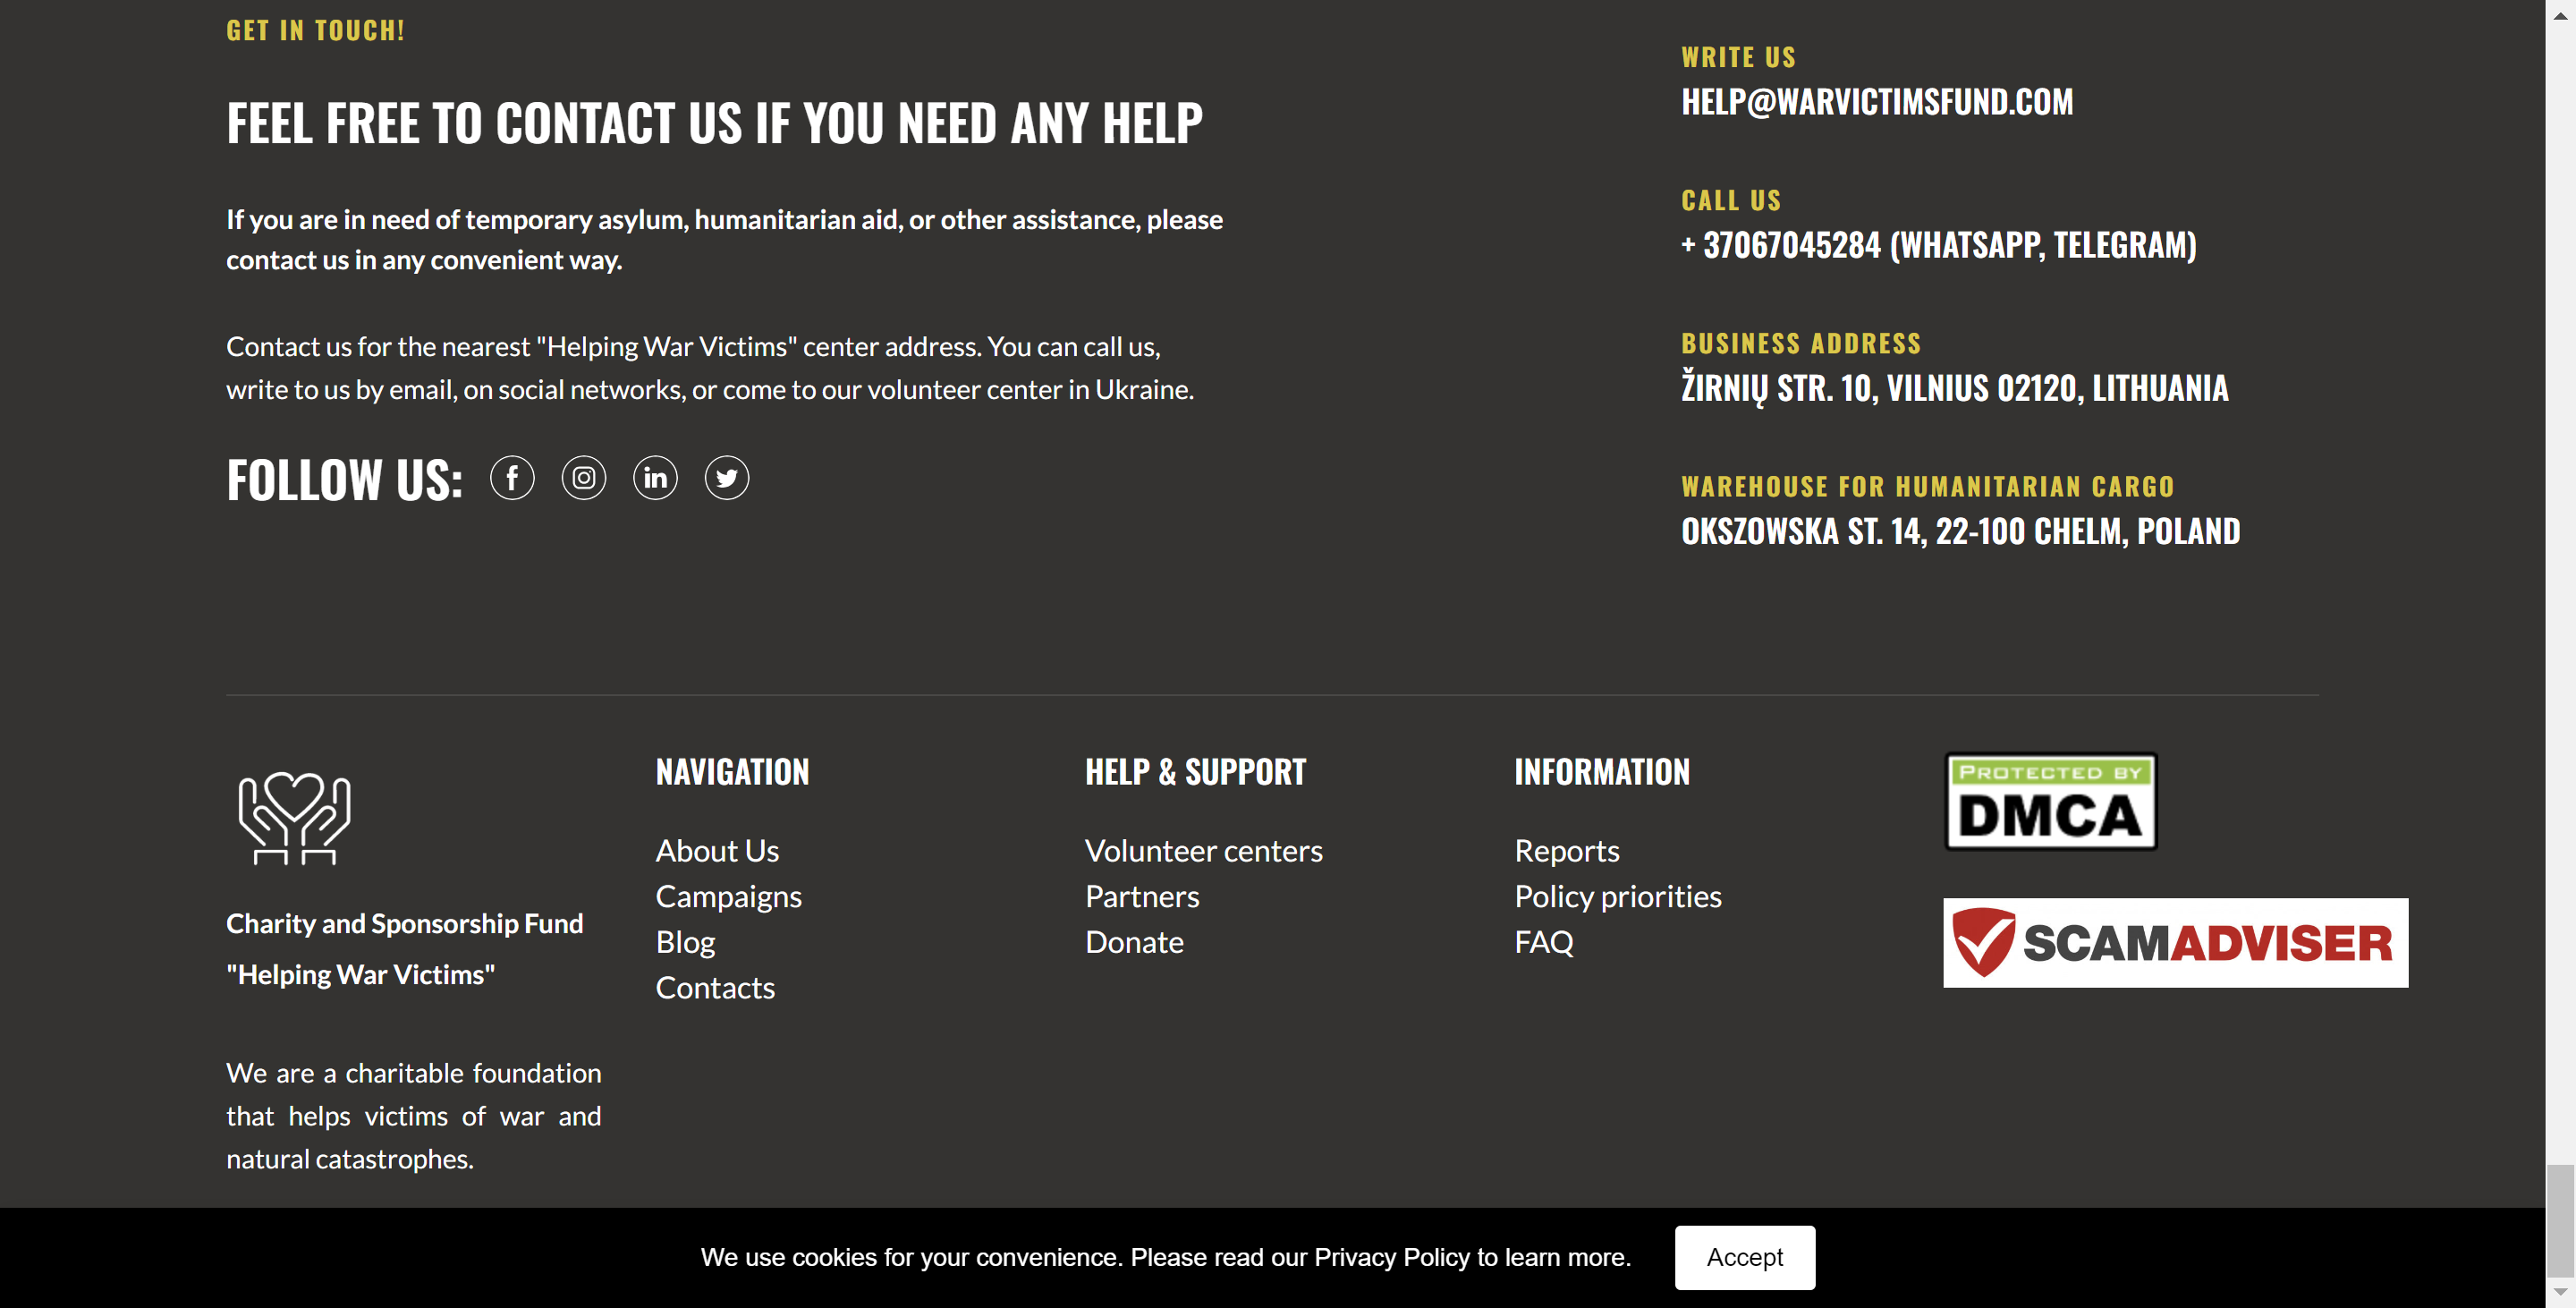 GET IN TOUCH!
FEEL FREE TO CONTACT US IF YOU NEED ANY HELP
If you are in need of temporary asylum, humanitarian aid, or other assistance, please
contact us in any convenient way.
Contact us for the nearest "Helping War Victims" center address. You can call us,
write to us by email, on social networks, or come to our volunteer center in Ukraine.
FOLLOW US:
WRITE US
HELP@WARVICTIMSFUND.COM
CALL US
+ 37067045284 (WHATSAPP, TELEGRAM)
BUSINESS ADDRESS
ŽIRNIŲ STR. 10, VILNIUS 02120, LITHUANIA
WAREHOUSE FOR HUMANITARIAN CARGO
OKSZOWSKA ST. 14, 22-100 CHELM, POLAND
Charity and Sponsorship Fund
"Helping War Victims"
We are a charitable foundation
that helps victims of war and
natural catastrophes.
NAVIGATION
About Us
Campaigns
Blog
Contacts
HELP & SUPPORT
Volunteer centers
Partners
Donate
INFORMATION
Reports
Policy priorities
FAQ
PROTECTED BY
DMCA
SCAMADVISER
We use cookies for your convenience. Please read our Privacy Policy to learn more.
Accept